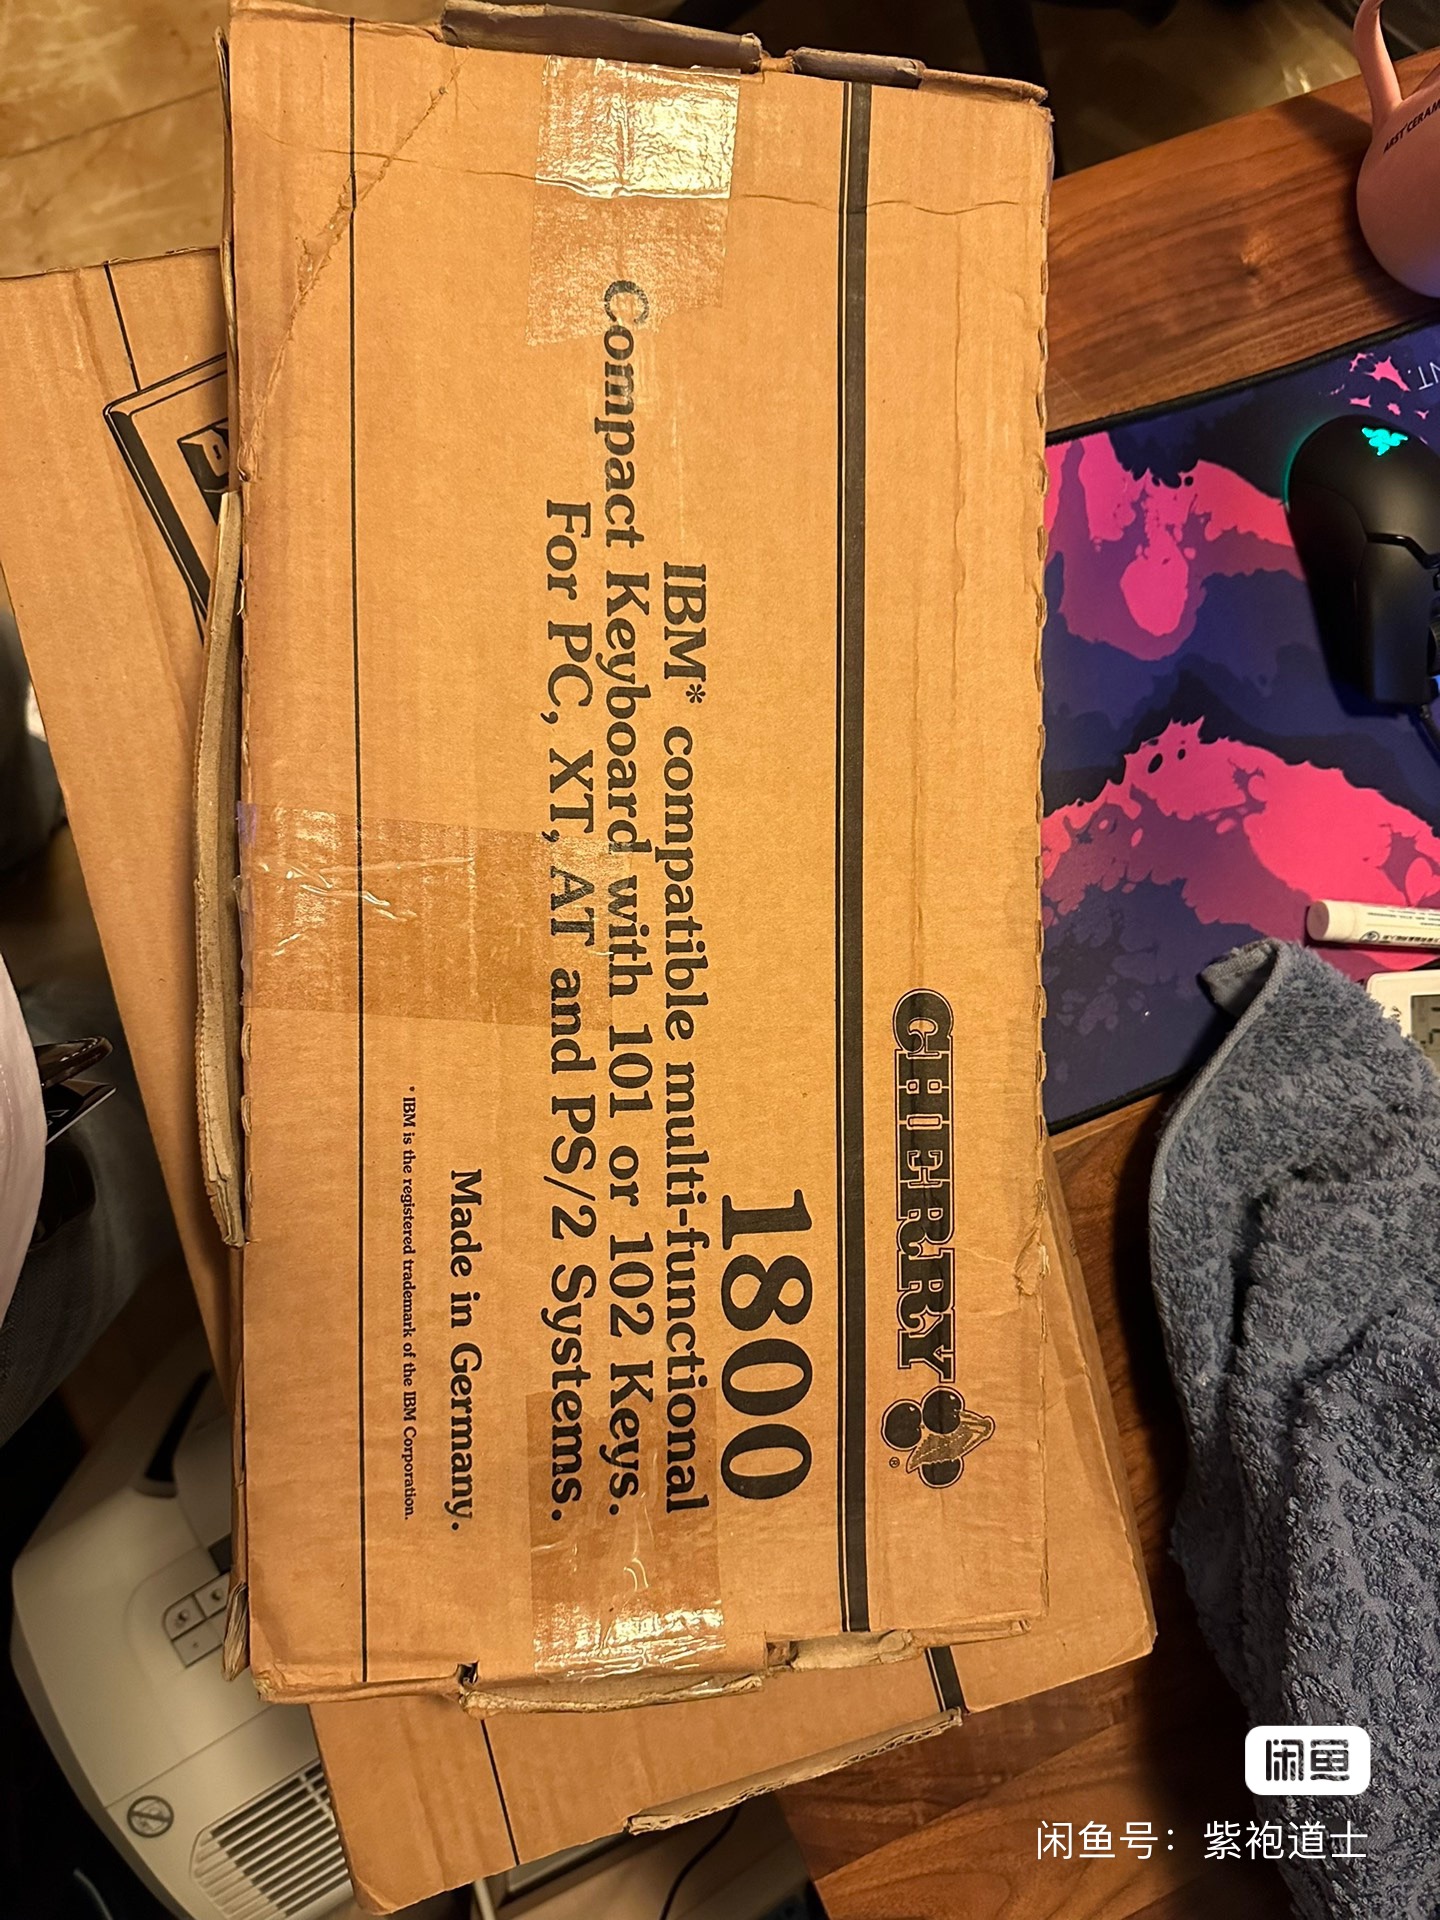 CHERRY
®
1800
IBM* compatible multi-functional
Compact Keyboard with 101 or 102 Keys.
For PC, XT, AT and PS/2 Systems.
Made in Germany.
* IBM is the registered trademark of the IBM Corporation.
闲鱼
闲鱼号：紫袍道士